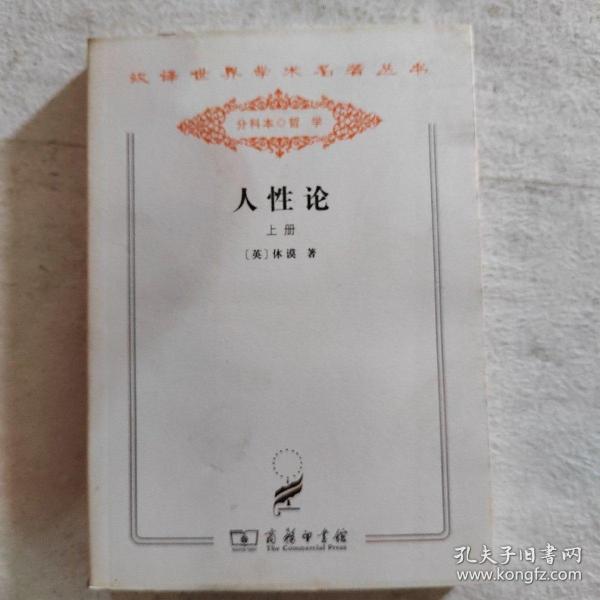 汉译世界学术名著丛书
分科本○哲学
人性论
上册
〔英〕休谟 著
商务印书馆
The Commercial Press
孔夫子旧书网
www.kongfz.com